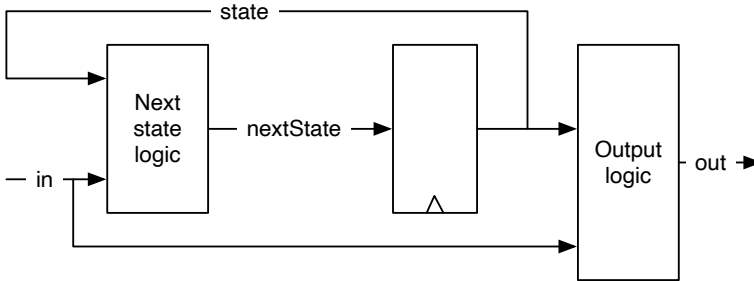 state
Next
state
logic
nextState
in
Output
logic
out